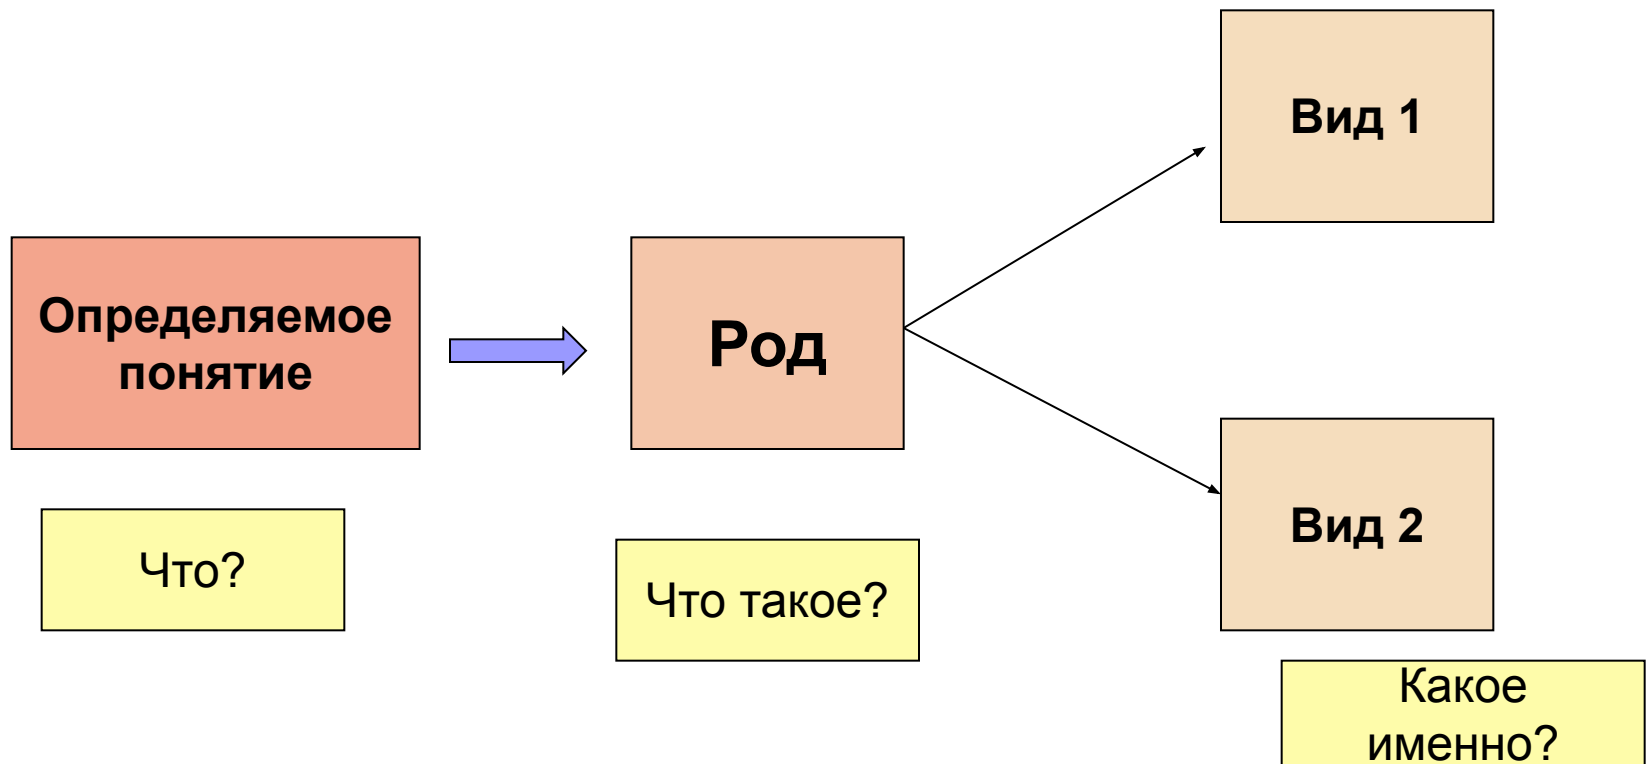 Вид 1
Определяемое
понятие
Род
Вид 2
Что?
Что такое?
Какое
именно?